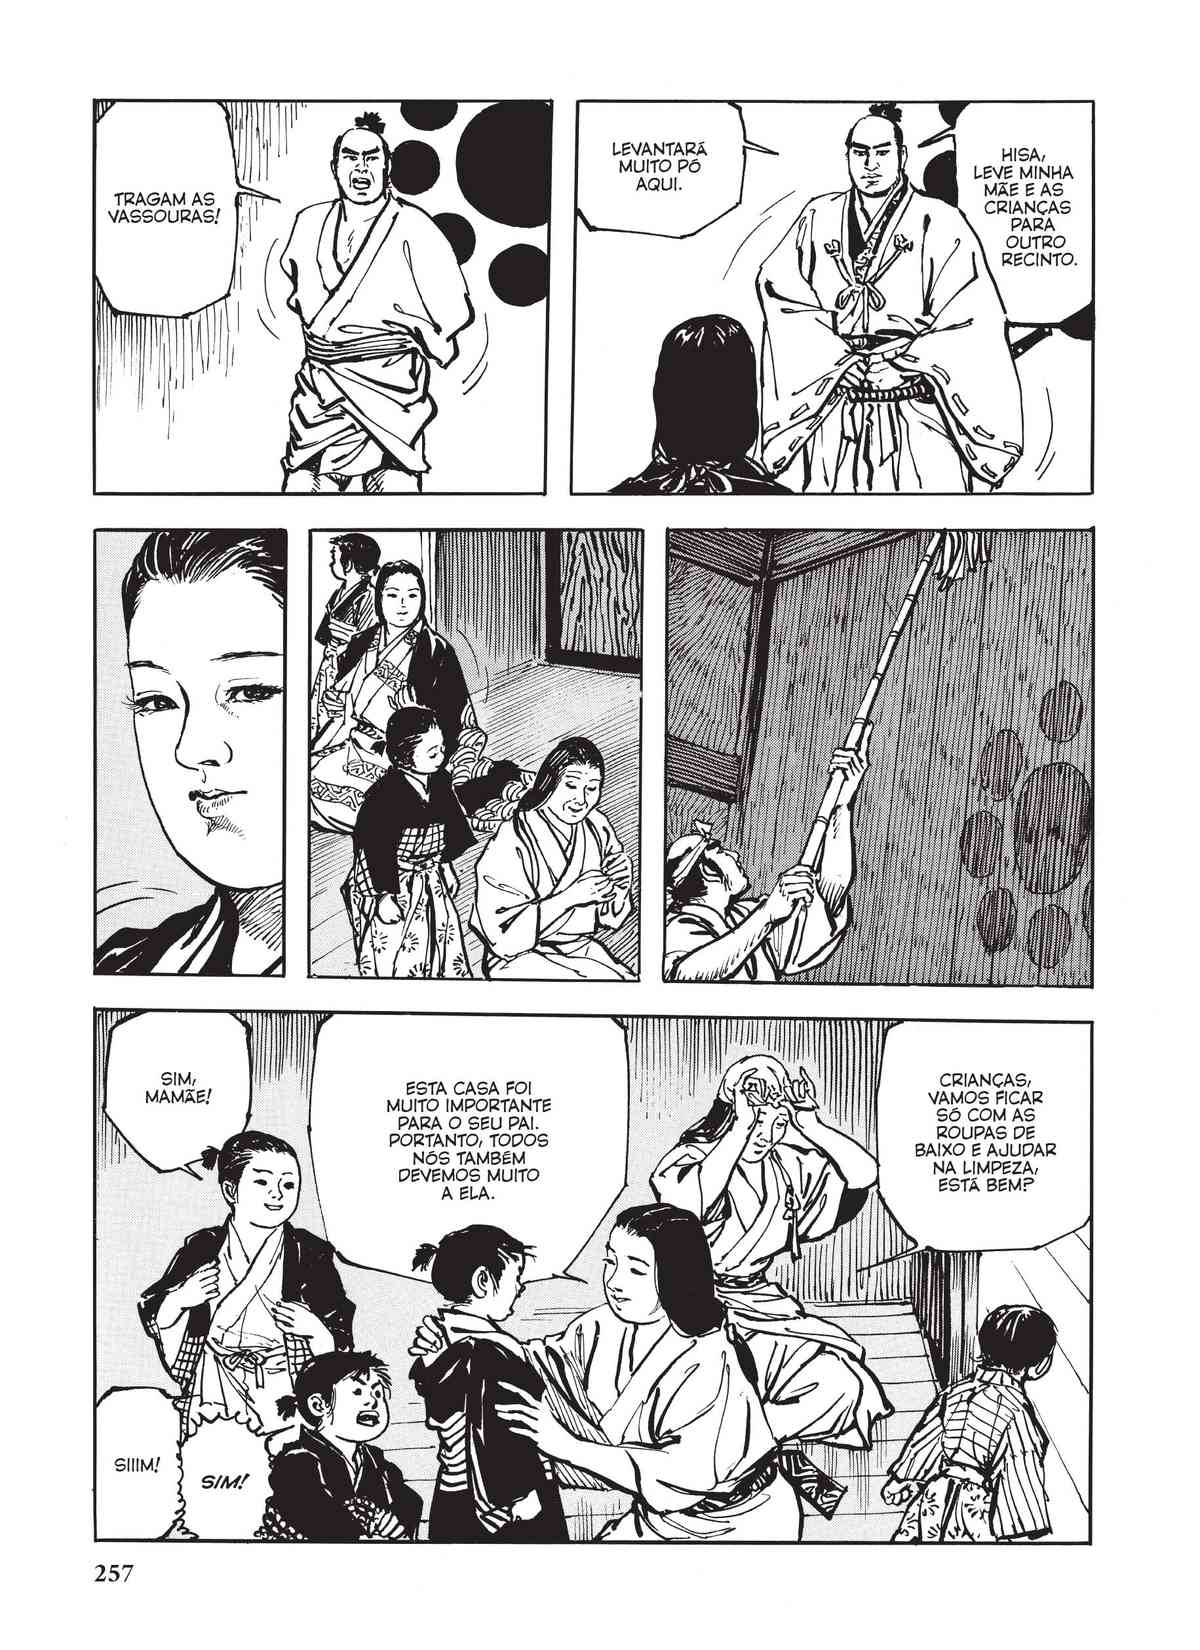 HISA,
LEVE MINHA
MÃE E AS
CRIANÇAS
PARA
OUTRO
RECINTO.
LEVANTARÁ
MUITO PÓ
AQUI.
TRAGAM AS
VASSOURAS!
CRIANÇAS,
VAMOS FICAR
SÓ COM AS
ROUPAS DE
BAIXO E AJUDAR
NA LIMPEZA,
ESTÁ BEM?
ESTA CASA FOI
MUITO IMPORTANTE
PARA O SEU PAI.
PORTANTO, TODOS
NÓS TAMBÉM
DEVEMOS MUITO
A ELA.
SIM,
MAMÃE!
SIM!
SIIIM!
257